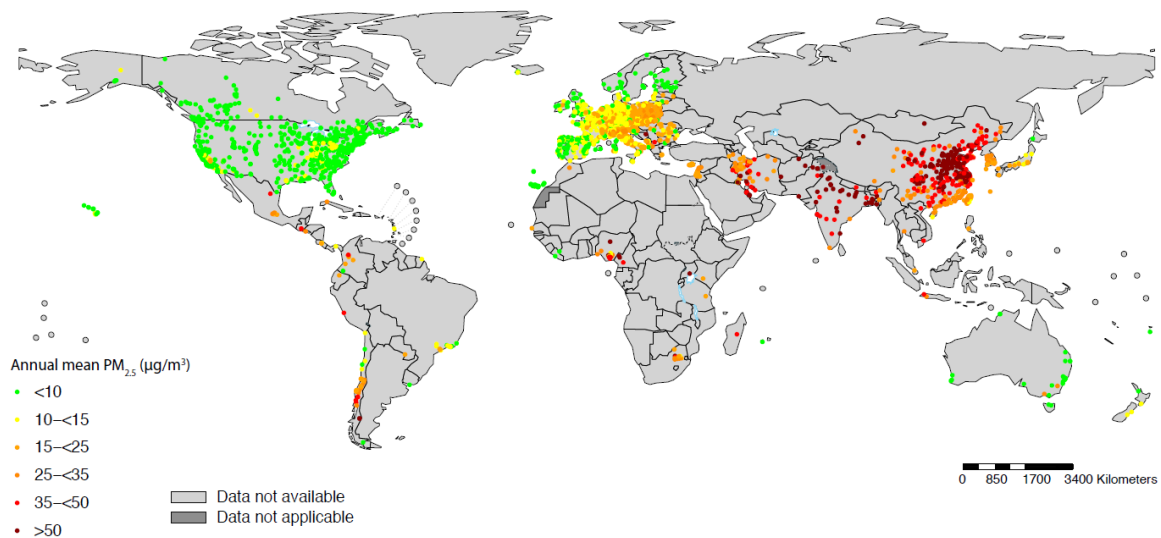 Annual mean PM2.5 (µg/m³)
<10
10–<15
15–<25
25–<35
35–<50
>50
Data not available
Data not applicable
0 850 1700 3400 Kilometers